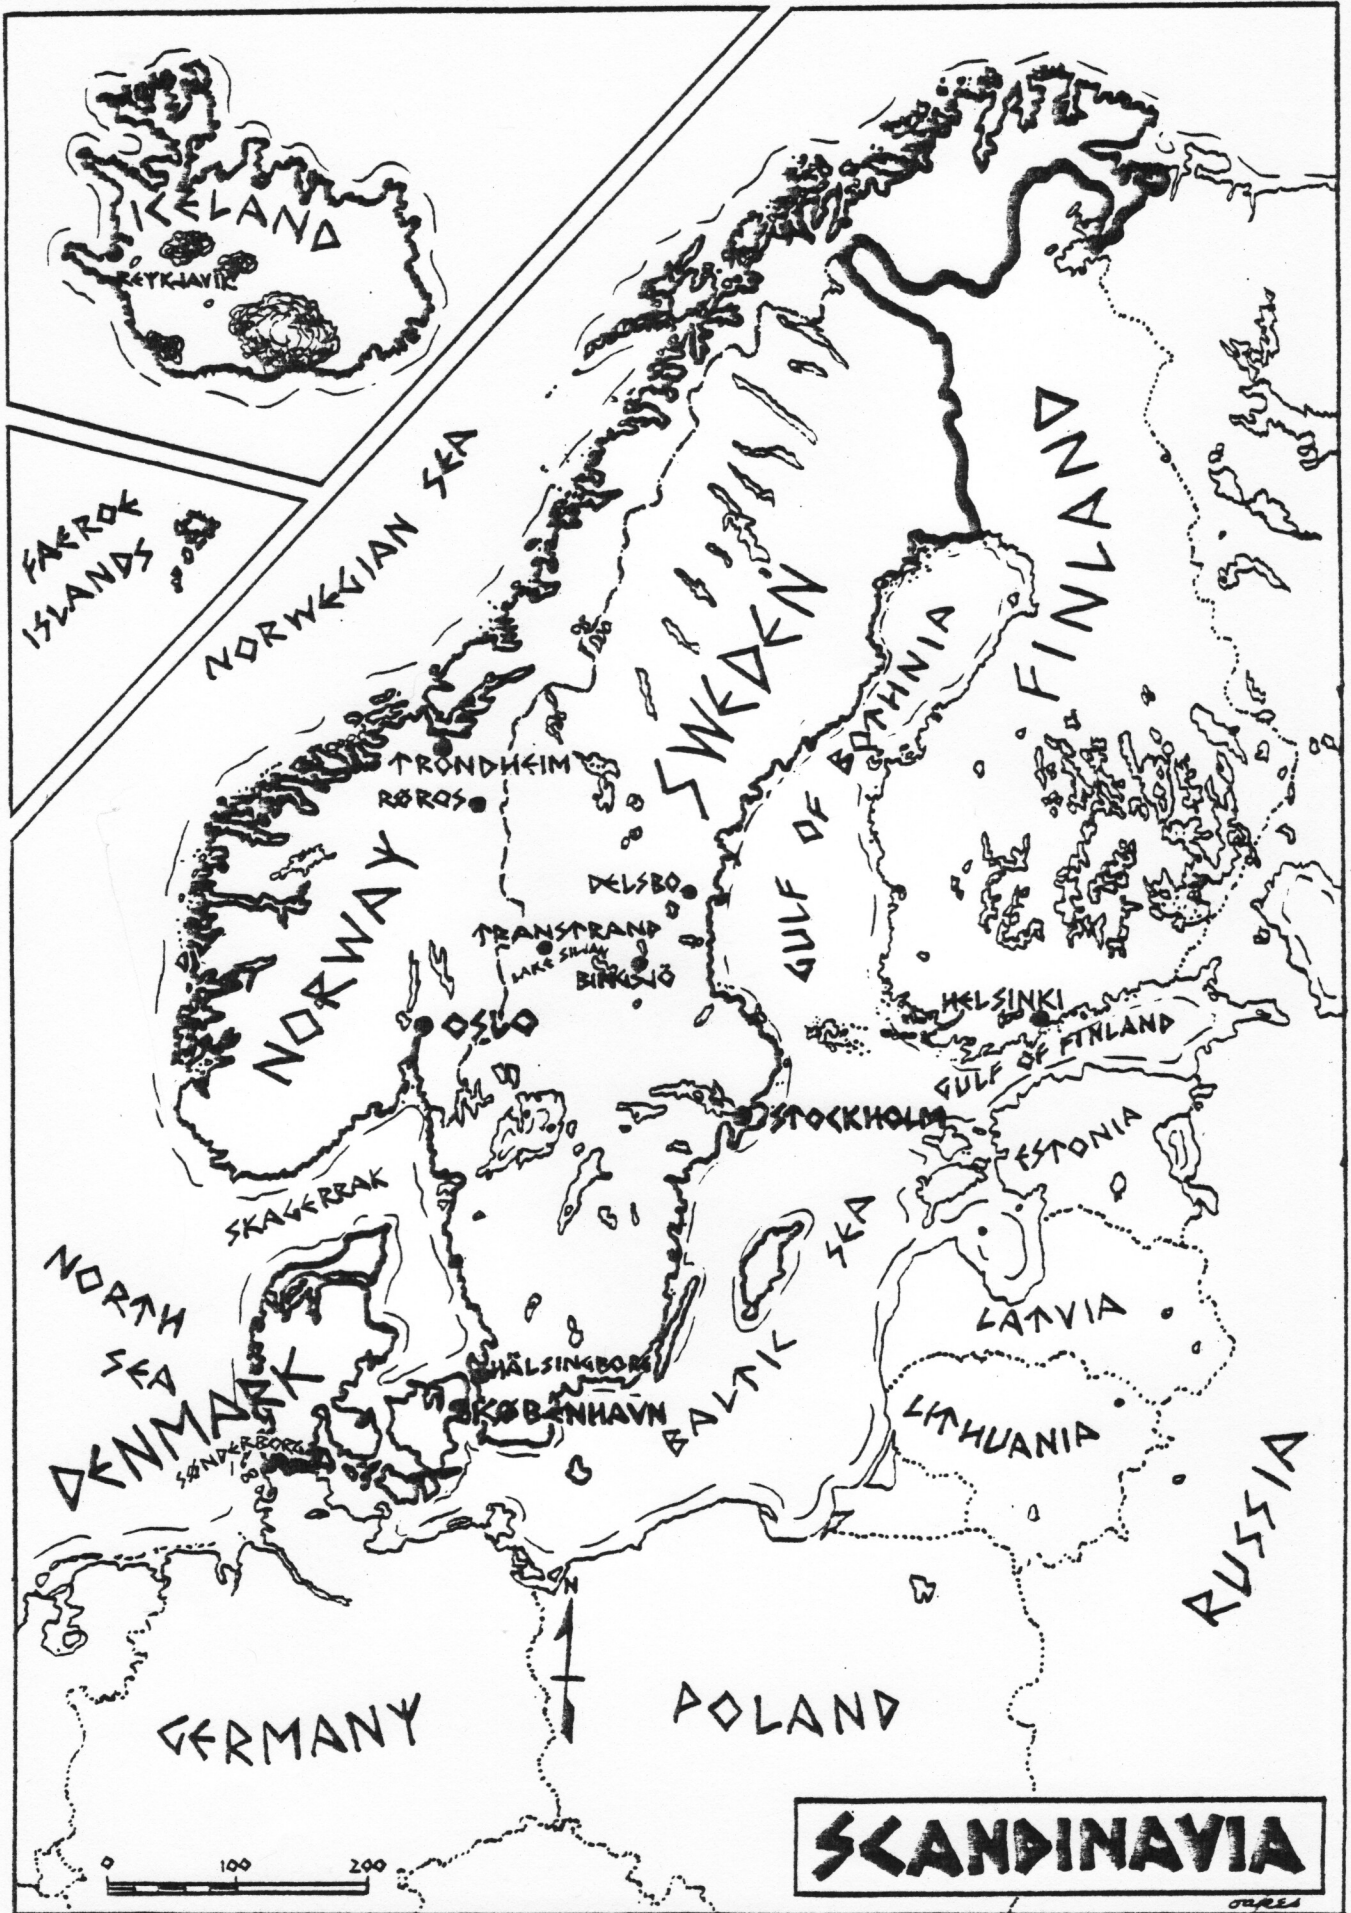 ICELAND
REYKJAVIK
FAEROE
ISLANDS
NORWEGIAN SEA
FINLAND
SWEDEN
GULF OF BOTHNIA
TRONDHEIM
RØROS
NORWAY
DELSBO
TRANSTRAND
LAKE SILJAN
BINGSJÖ
OSLO
HELSINKI
GULF OF FINLAND
STOCKHOLM
ESTONIA
SKAGERRAK
NORTH
SEA
BALTIC SEA
LATVIA
HÄLSINGBORG
KØBENHAVN
DENMARK
SØNDERBORG
LITHUANIA
RUSSIA
N
GERMANY
POLAND
0 100 200
SCANDINAVIA
oakes